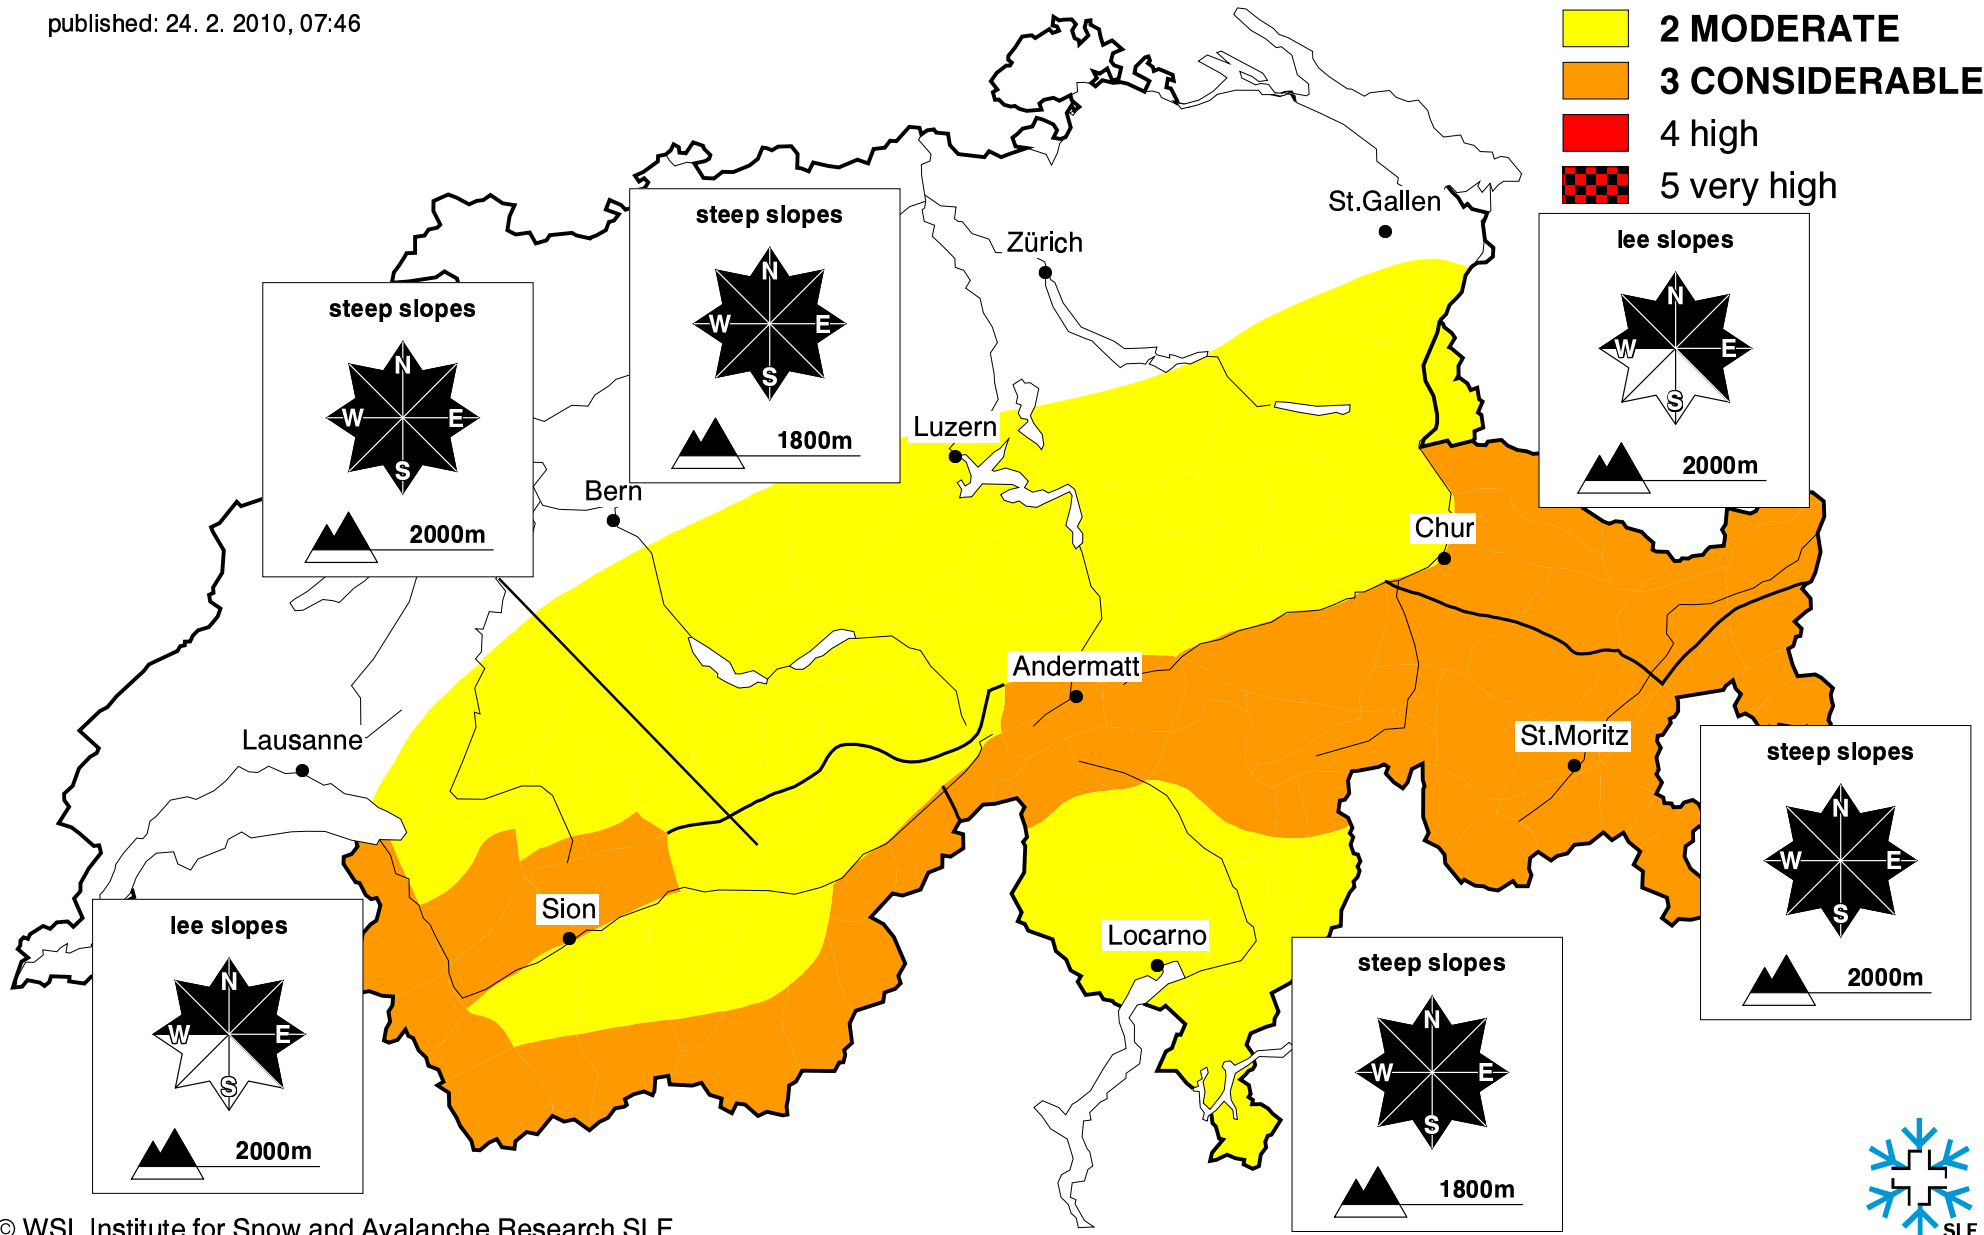 published: 24. 2. 2010, 07:46
2 MODERATE
3 CONSIDERABLE
4 high
5 very high
steep slopes
N
W E
S
1800m
St.Gallen
Zürich
lee slopes
N
W E
S
2000m
steep slopes
N
W E
S
2000m
Luzern
Bern
Chur
Andermatt
Lausanne
St.Moritz
steep slopes
N
W E
S
2000m
Sion
lee slopes
N
W E
S
2000m
Locarno
steep slopes
N
W E
S
1800m
© WSL Institute for Snow and Avalanche Research SLF
SLF